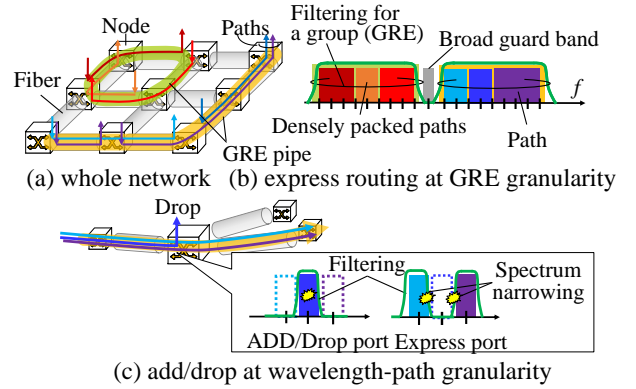 Node
Paths
Fiber
GRE pipe
(a) whole network
Filtering for
a group (GRE)
Broad guard band
f
Densely packed paths
Path
(b) express routing at GRE granularity
Drop
Filtering
Spectrum
narrowing
ADD/Drop port
Express port
(c) add/drop at wavelength-path granularity